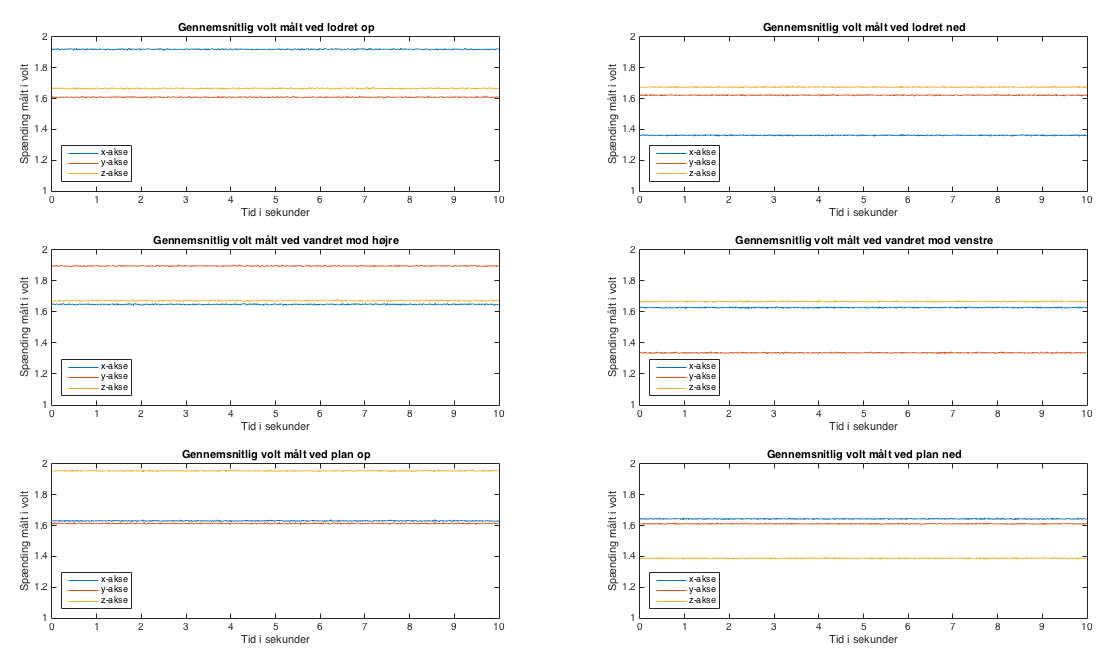 Gennemsnitlig volt målt ved lodret op
Spænding målt i volt
2
1.8
1.6
1.4
1.2
1
x-akse
y-akse
z-akse
0 1 2 3 4 5 6 7 8 9 10
Tid i sekunder
Gennemsnitlig volt målt ved lodret ned
Spænding målt i volt
2
1.8
1.6
1.4
1.2
1
x-akse
y-akse
z-akse
0 1 2 3 4 5 6 7 8 9 10
Tid i sekunder
Gennemsnitlig volt målt ved vandret mod højre
Spænding målt i volt
2
1.8
1.6
1.4
1.2
1
x-akse
y-akse
z-akse
0 1 2 3 4 5 6 7 8 9 10
Tid i sekunder
Gennemsnitlig volt målt ved vandret mod venstre
Spænding målt i volt
2
1.8
1.6
1.4
1.2
1
x-akse
y-akse
z-akse
0 1 2 3 4 5 6 7 8 9 10
Tid i sekunder
Gennemsnitlig volt målt ved plan op
Spænding målt i volt
2
1.8
1.6
1.4
1.2
1
x-akse
y-akse
z-akse
0 1 2 3 4 5 6 7 8 9 10
Tid i sekunder
Gennemsnitlig volt målt ved plan ned
Spænding målt i volt
2
1.8
1.6
1.4
1.2
1
x-akse
y-akse
z-akse
0 1 2 3 4 5 6 7 8 9 10
Tid i sekunder